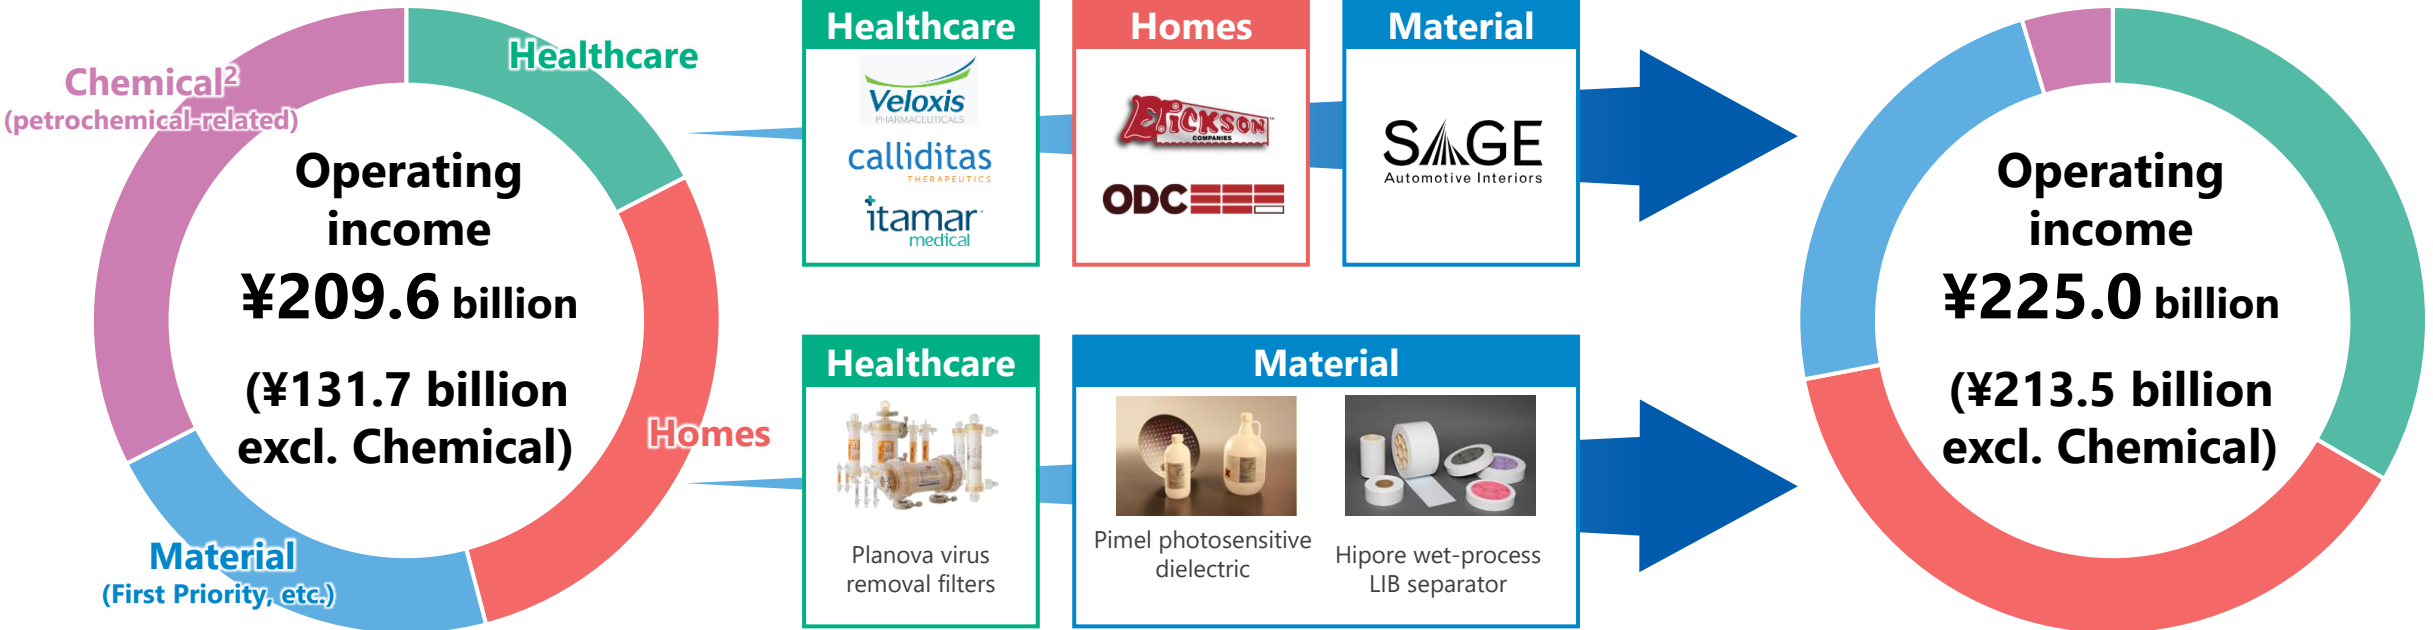 Chemical2
(petrochemical-related)
Healthcare
Operating
income
¥209.6 billion
(¥131.7 billion
excl. Chemical)
Homes
Material
(First Priority, etc.)
Healthcare
Veloxis
PHARMACEUTICALS
calliditas
THERAPEUTICS
itamar
medical
Homes
ERICKSON
COMPANIES
ODC
Material
SAGE
Automotive Interiors
Healthcare
Planova virus
removal filters
Material
Pimel photosensitive
dielectric
Hipore wet-process
LIB separator
Operating
income
¥225.0 billion
(¥213.5 billion
excl. Chemical)